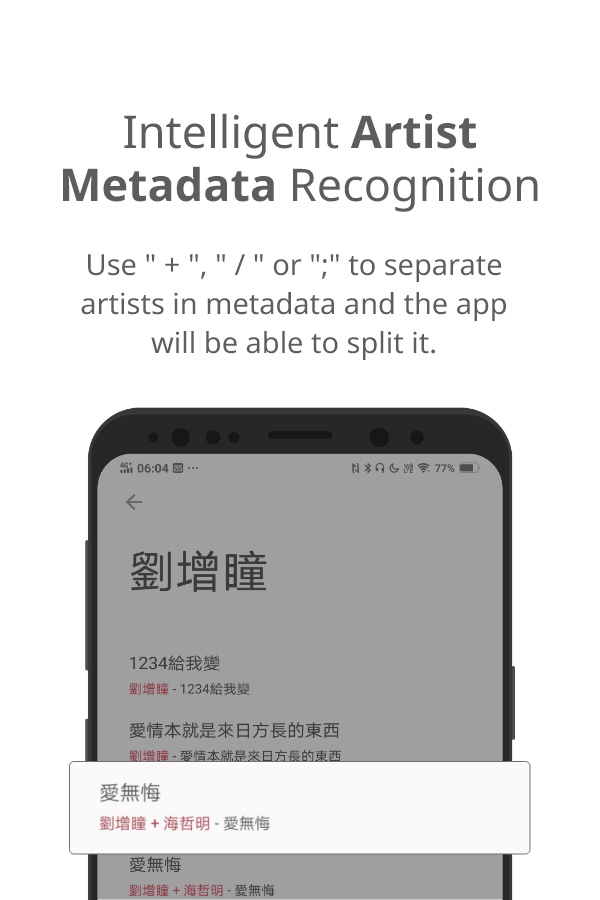 Intelligent Artist
Metadata Recognition
Use " + ", " / " or ";" to separate
artists in metadata and the app
will be able to split it.
4G+ 06:04 ··· 77%
劉增瞳
1234給我變
劉增瞳 - 1234給我變
愛情本就是來日方長的東西
劉增瞳 - 愛情本就是來日方長的東西
愛無悔
劉增瞳 + 海哲明 - 愛無悔
愛無悔
劉增瞳 + 海哲明 - 愛無悔